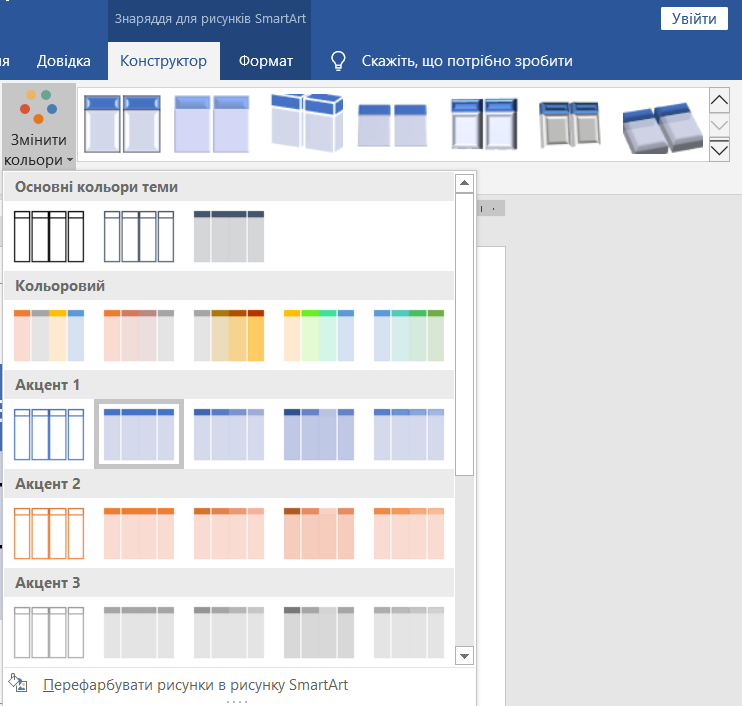 Знаряддя для рисунків SmartArt
Увійти
я Довідка Конструктор Формат Скажіть, що потрібно зробити
Змінити
кольори
Основні кольори теми
Кольоровий
Акцент 1
Акцент 2
Акцент 3
Перефарбувати рисунки в рисунку SmartArt